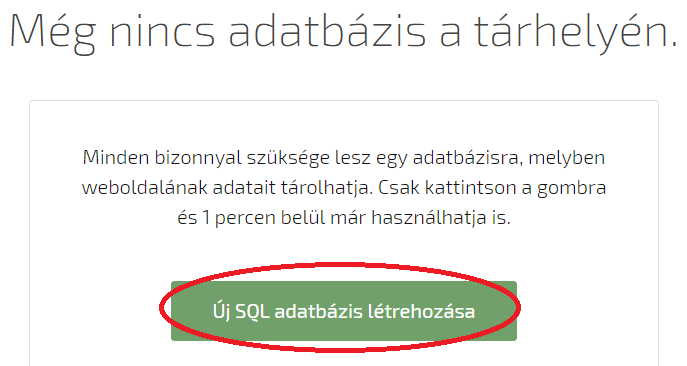 Még nincs adatbázis a tárhelyén.
Minden bizonnyal szüksége lesz egy adatbázisra, melyben
weboldalának adatait tárolhatja. Csak kattintson a gombra
és 1 percen belül már használhatja is.
Új SQL adatbázis létrehozása